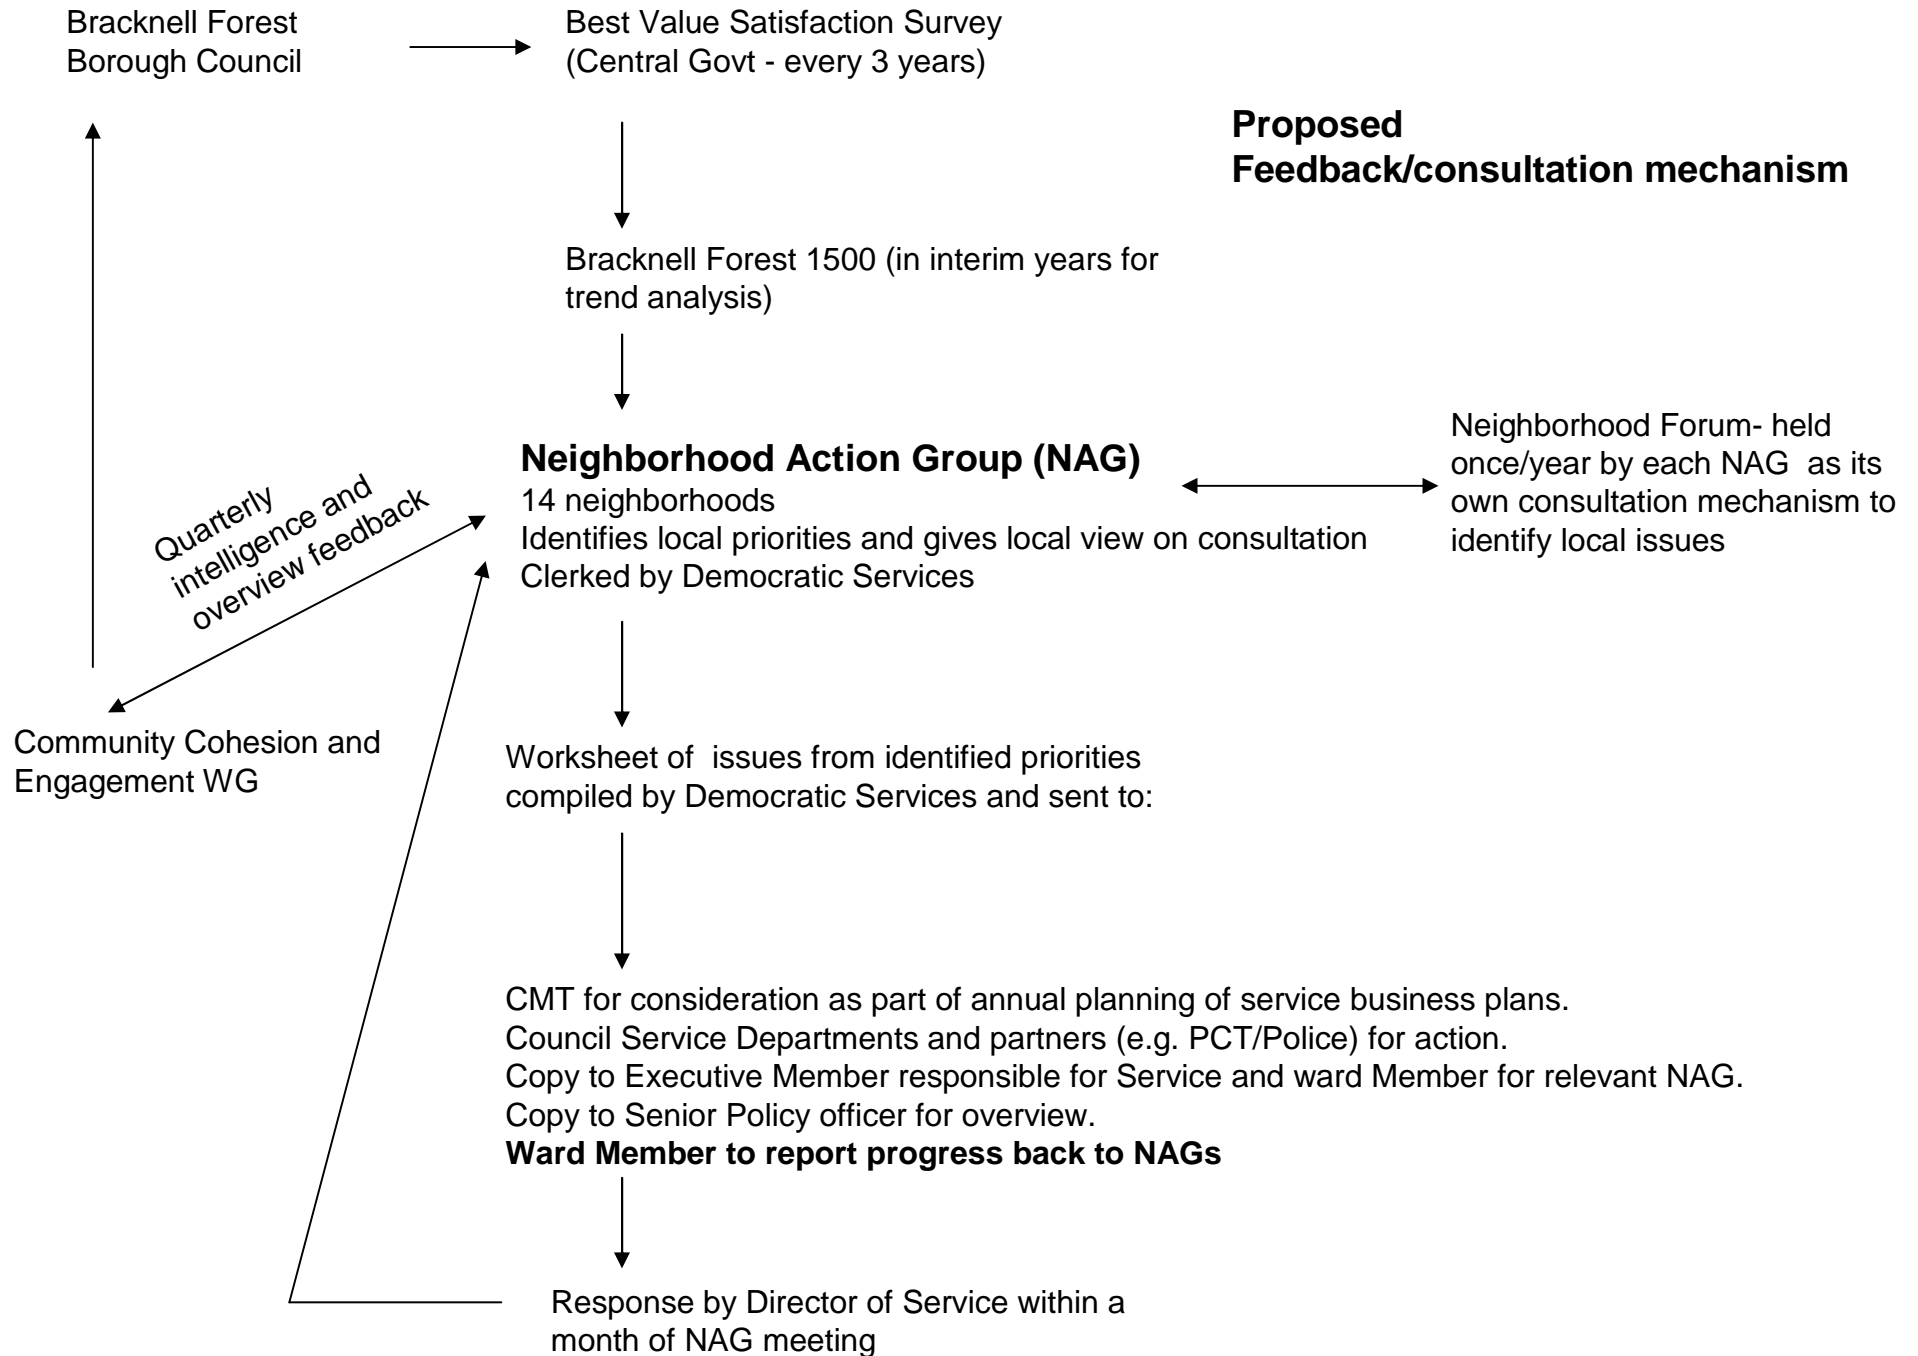 Bracknell Forest
Borough Council
Best Value Satisfaction Survey
(Central Govt - every 3 years)
Proposed
Feedback/consultation mechanism
Bracknell Forest 1500 (in interim years for
trend analysis)
Neighborhood Action Group (NAG)
14 neighborhoods
Identifies local priorities and gives local view on consultation
Clerked by Democratic Services
Neighborhood Forum- held
once/year by each NAG  as its
own consultation mechanism to
identify local issues
Quarterly
intelligence and
overview feedback
Community Cohesion and
Engagement WG
Worksheet of  issues from identified priorities
compiled by Democratic Services and sent to:
CMT for consideration as part of annual planning of service business plans.
Council Service Departments and partners (e.g. PCT/Police) for action.
Copy to Executive Member responsible for Service and ward Member for relevant NAG.
Copy to Senior Policy officer for overview.
Ward Member to report progress back to NAGs
Response by Director of Service within a
month of NAG meeting